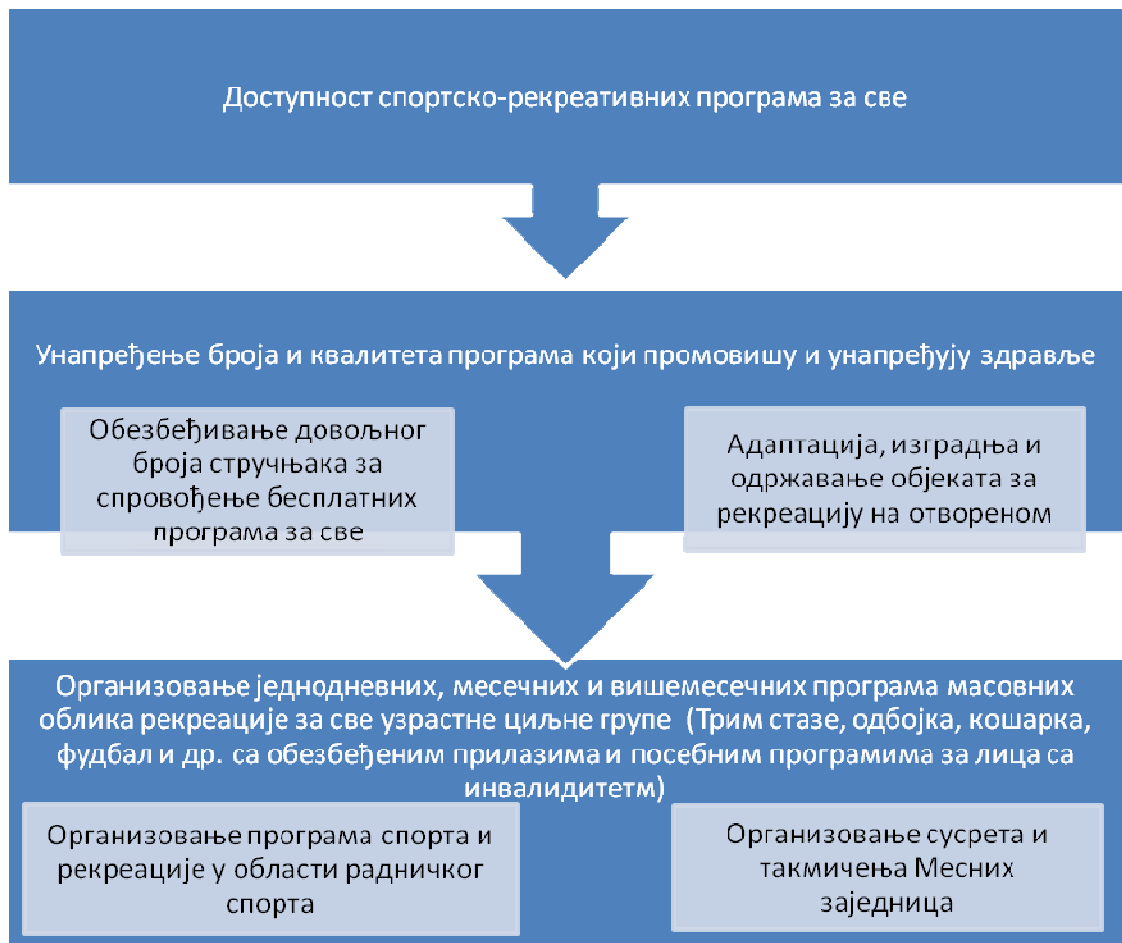 Доступност спортско-рекреативних програма за све
Унапређење броја и квалитета програма који промовишу и унапређују здравље
Обезбеђивање довољног
броја стручњака за
спровођење бесплатних
програма за све
Адаптација, изградња и
одржавање објеката за
рекреацију на отвореном
Организовање једнодневних, месечних и вишемесечних програма масовних
облика рекреације за све узрастне циљне групе (Трим стазе, одбојка, кошарка,
фудбал и др. са обезбеђеним прилазима и посебним програмима за лица са
инвалидитетм)
Организовање програма спорта и
рекреације у области радничког
спорта
Организовање сусрета и
такмичења Месних
заједница